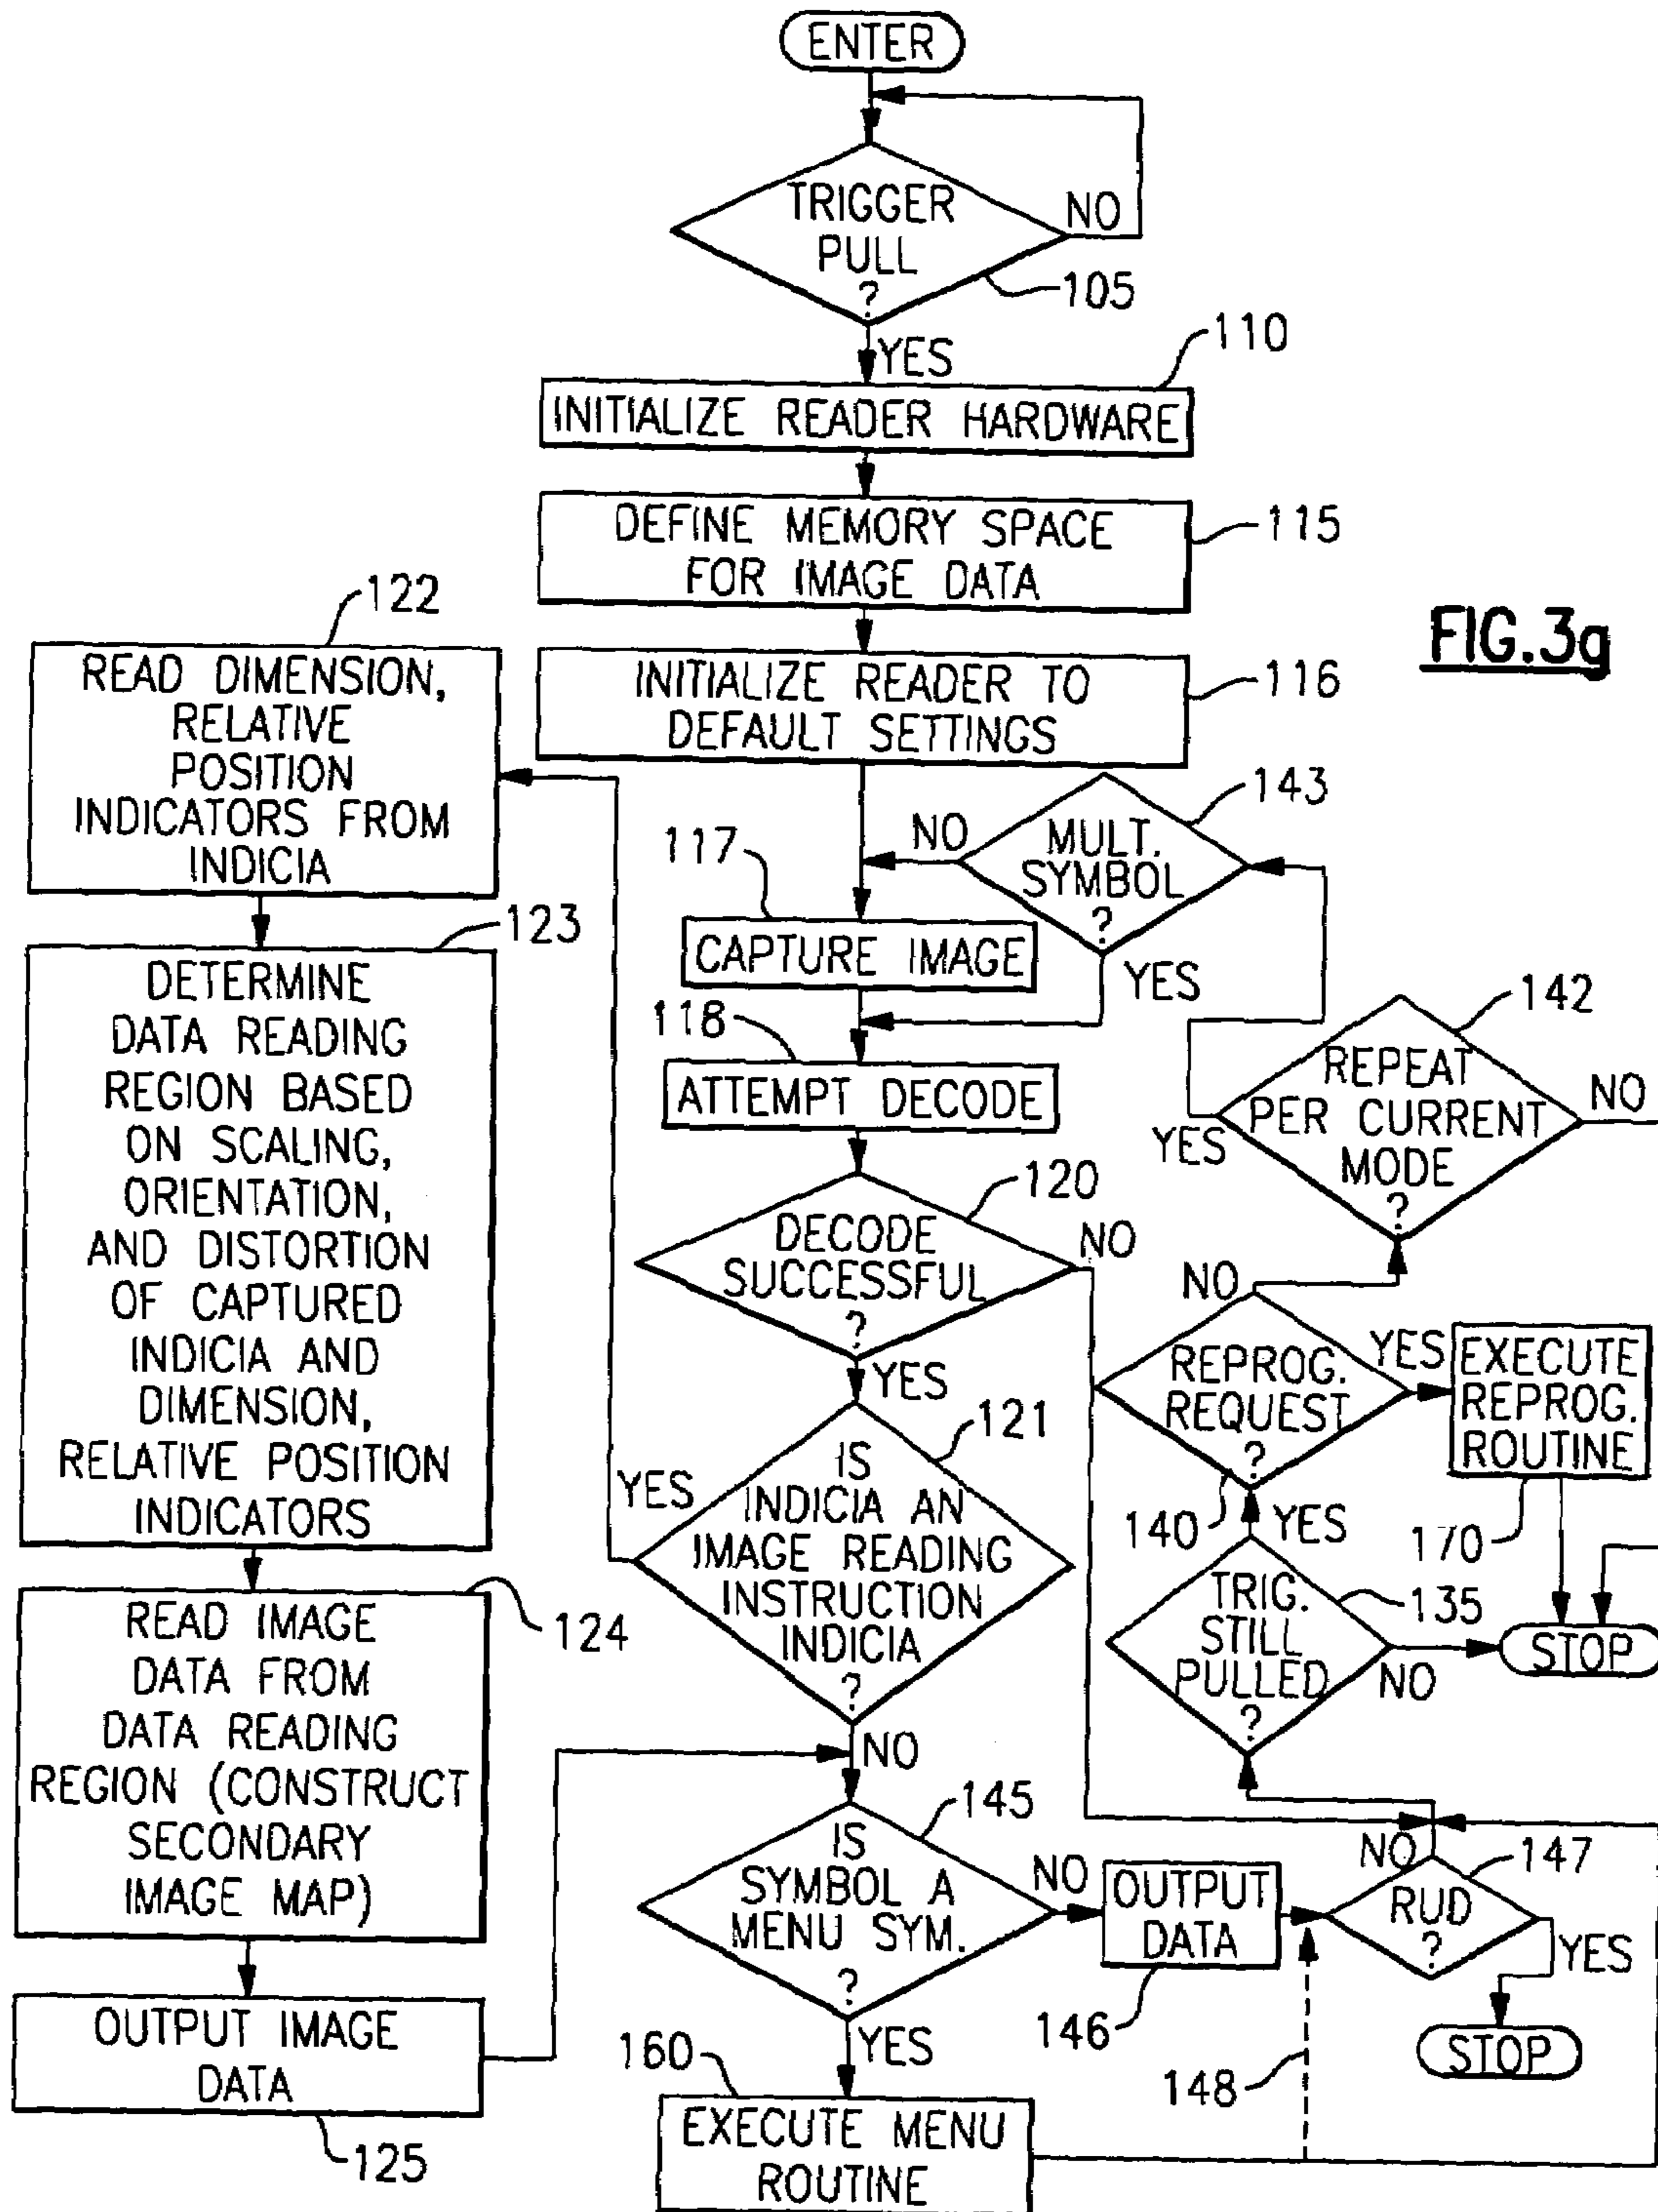 ENTER
TRIGGER
PULL
?
NO
105
YES
110
INITIALIZE READER HARDWARE
DEFINE MEMORY SPACE
FOR IMAGE DATA
115
FIG.3g
INITIALIZE READER TO
DEFAULT SETTINGS
116
122
READ DIMENSION,
RELATIVE
POSITION
INDICATORS FROM
INDICIA
143
MULT.
SYMBOL
?
NO
YES
117
CAPTURE IMAGE
118
ATTEMPT DECODE
142
REPEAT
PER CURRENT
MODE
?
YES
NO
123
DETERMINE
DATA READING
REGION BASED
ON SCALING,
ORIENTATION,
AND DISTORTION
OF CAPTURED
INDICIA AND
DIMENSION,
RELATIVE POSITION
INDICATORS
120
DECODE
SUCCESSFUL
?
NO
YES
NO
REPROG.
REQUEST
?
140
YES
EXECUTE
REPROG.
ROUTINE
170
121
IS
INDICIA AN
IMAGE READING
INSTRUCTION
INDICIA
?
YES
NO
YES
TRIG.
STILL
PULLED
?
135
NO
STOP
124
READ IMAGE
DATA FROM
DATA READING
REGION (CONSTRUCT
SECONDARY
IMAGE MAP)
145
IS
SYMBOL A
MENU SYM.
?
NO
YES
OUTPUT
DATA
146
NO
147
RUD
?
YES
STOP
148
OUTPUT IMAGE
DATA
125
160
EXECUTE MENU
ROUTINE